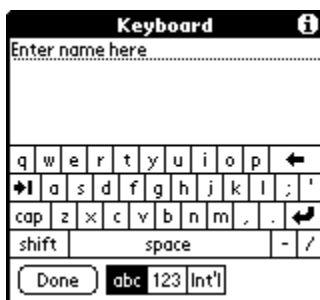 Keyboard i
Enter name here
q w e r t y u i o p
a s d f g h j k l ; '
cap z x c v b n m , .
shift space - /
Done abc 123 Int'l